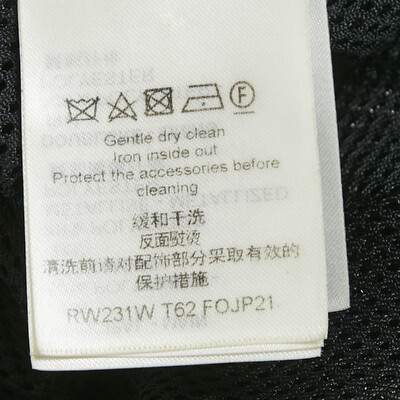 F
Gentle dry clean
Iron inside out
Protect the accessories before
cleaning
缓和干洗
反面熨烫
清洗前请对配饰部分采取有效的
保护措施
RW231W T62 FOJP21